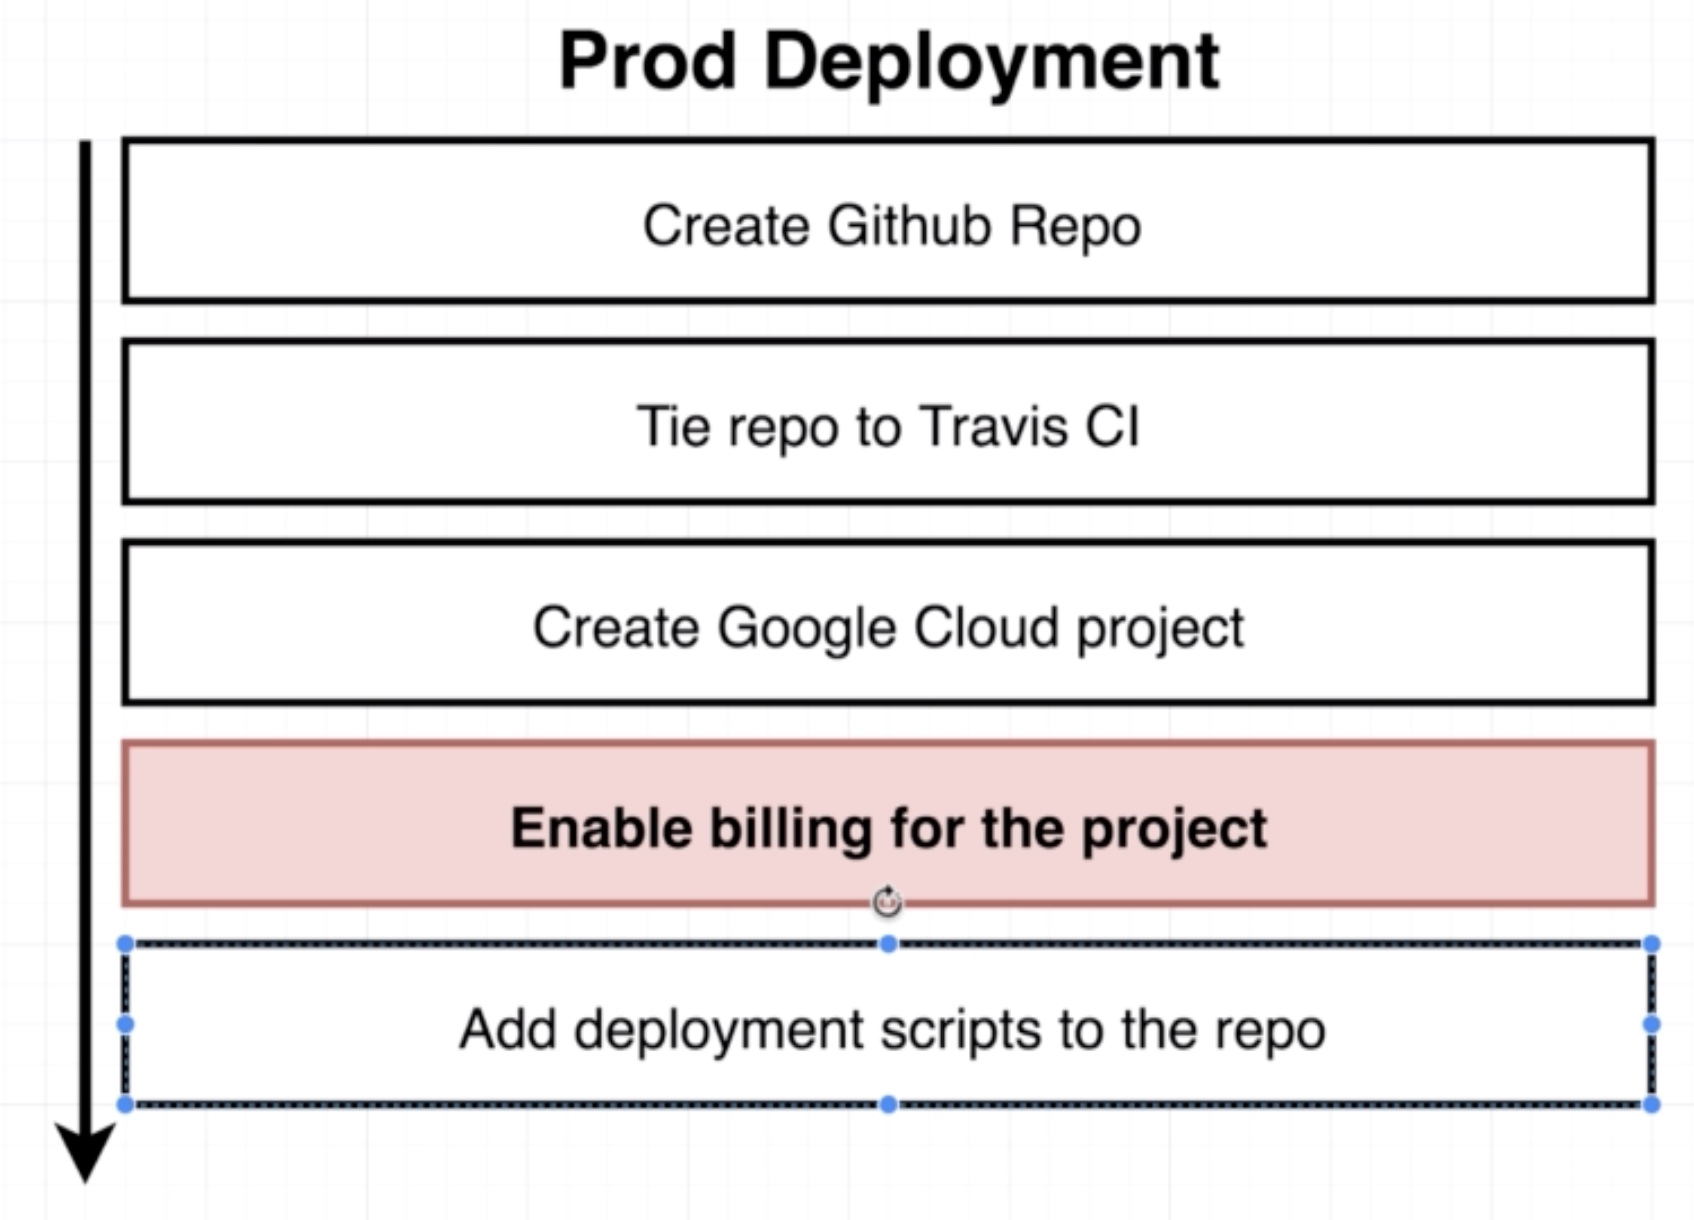 Prod Deployment
Create Github Repo
Tie repo to Travis CI
Create Google Cloud project
Enable billing for the project
Add deployment scripts to the repo